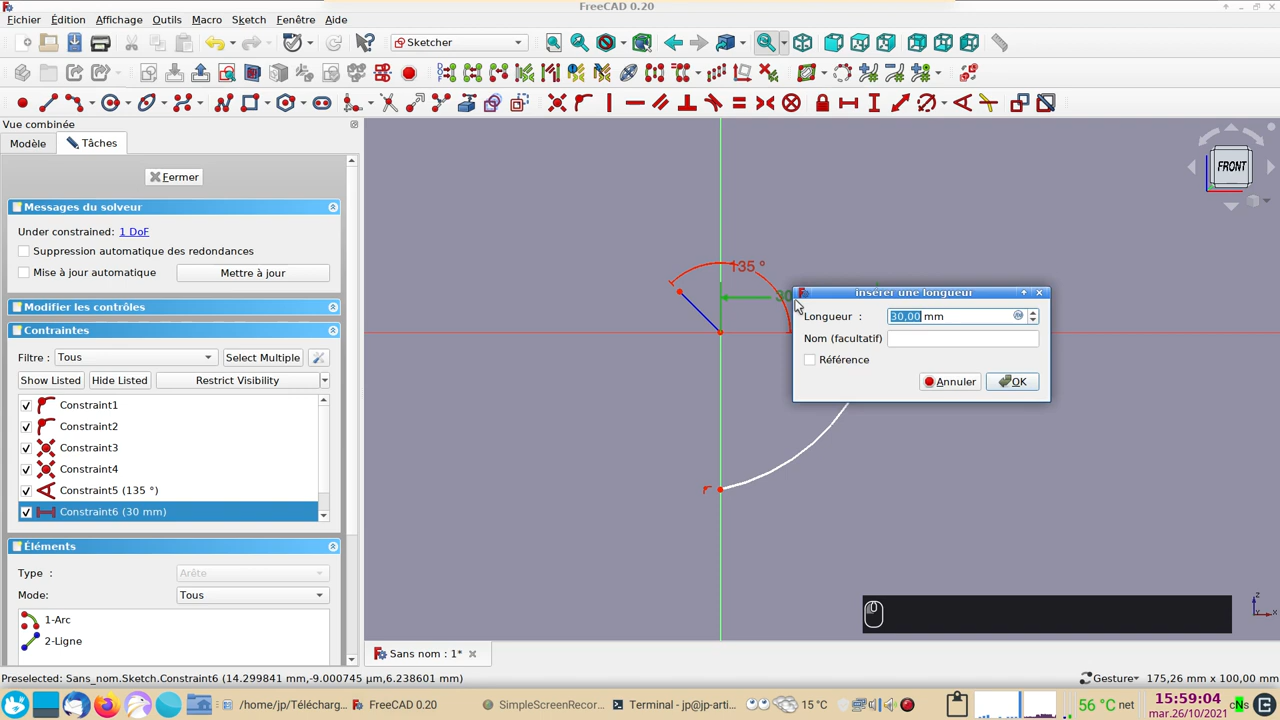 FreeCAD 0.20
Fichier Édition Affichage Outils Macro Sketch Fenêtre Aide
Sketcher
Vue combinée
Modèle Tâches
Fermer
Messages du solveur
Under constrained: 1 DoF
Suppression automatique des redondances
Mise à jour automatique Mettre à jour
Modifier les contrôles
Contraintes
Filtre : Tous Select Multiple
Show Listed Hide Listed Restrict Visibility
Constraint1
Constraint2
Constraint3
Constraint4
Constraint5 (135 °)
Constraint6 (30 mm)
Éléments
Type : Arête
Mode: Tous
1-Arc
2-Ligne
135 °
30
FRONT
insérer une longueur
Longueur : 30,00 mm
Nom (facultatif)
Référence
Annuler OK
Sans nom : 1*
Preselected: Sans_nom.Sketch.Constraint6 (14.299841 mm,-9.000745 µm,6.238601 mm) Gesture 175,26 mm x 100,00 mm
/home/jp/Télécharg... FreeCAD 0.20 SimpleScreenRecor... Terminal - jp@jp-arti... 15 °C 56 °C net 15:59:04
mar.26/10/2021